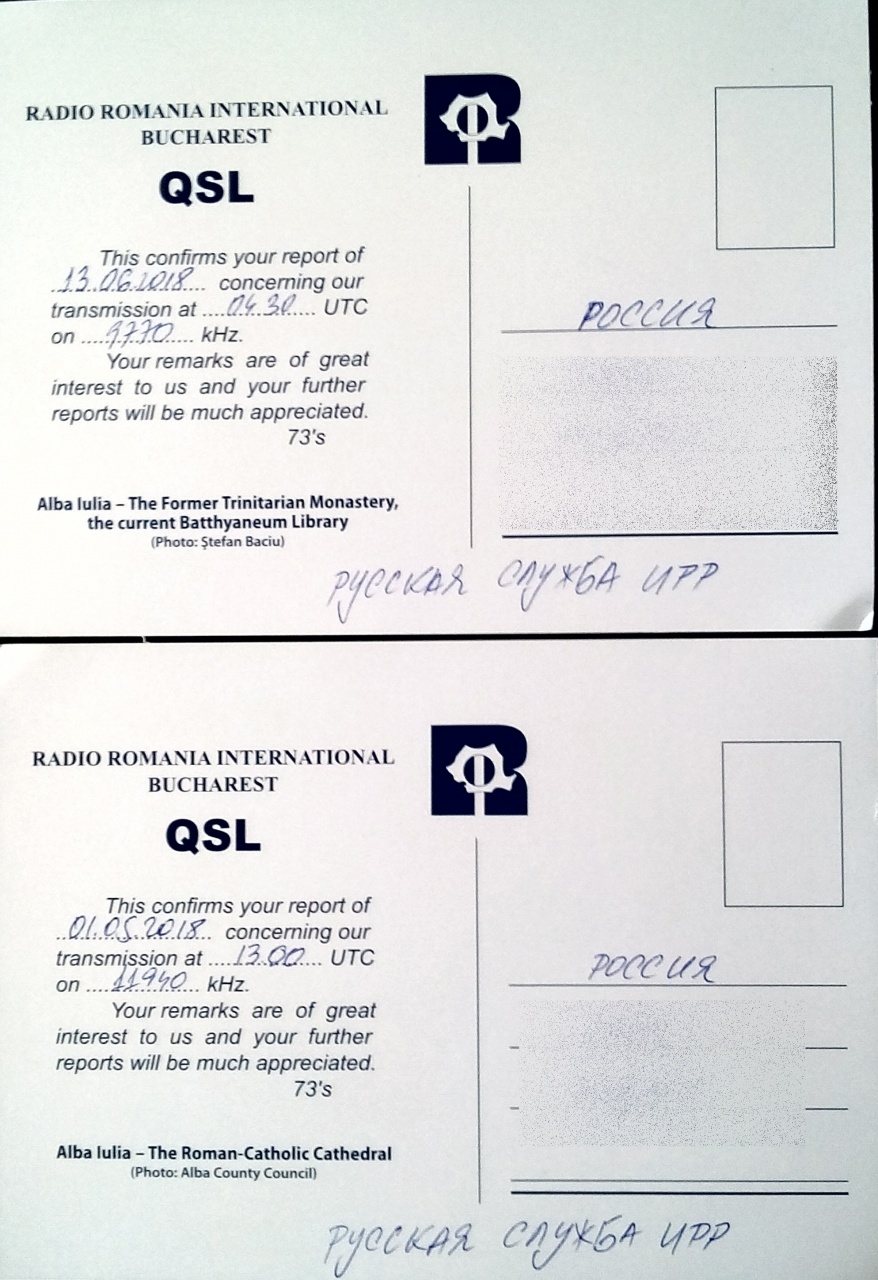 RADIO ROMANIA INTERNATIONAL
BUCHAREST
QSL
This confirms your report of
13.06.2018 concerning our
transmission at 04.30 UTC
on 9770 kHz.
Your remarks are of great
interest to us and your further
reports will be much appreciated.
73's
Alba Iulia – The Former Trinitarian Monastery,
the current Batthyaneum Library
(Photo: Ștefan Baciu)
РОССИЯ
РУССКАЯ СЛУЖБА ИРР
RADIO ROMANIA INTERNATIONAL
BUCHAREST
QSL
This confirms your report of
01.05.2018 concerning our
transmission at 13.00 UTC
on 11940 kHz.
Your remarks are of great
interest to us and your further
reports will be much appreciated.
73's
Alba Iulia – The Roman-Catholic Cathedral
(Photo: Alba County Council)
РОССИЯ
РУССКАЯ СЛУЖБА ИРР